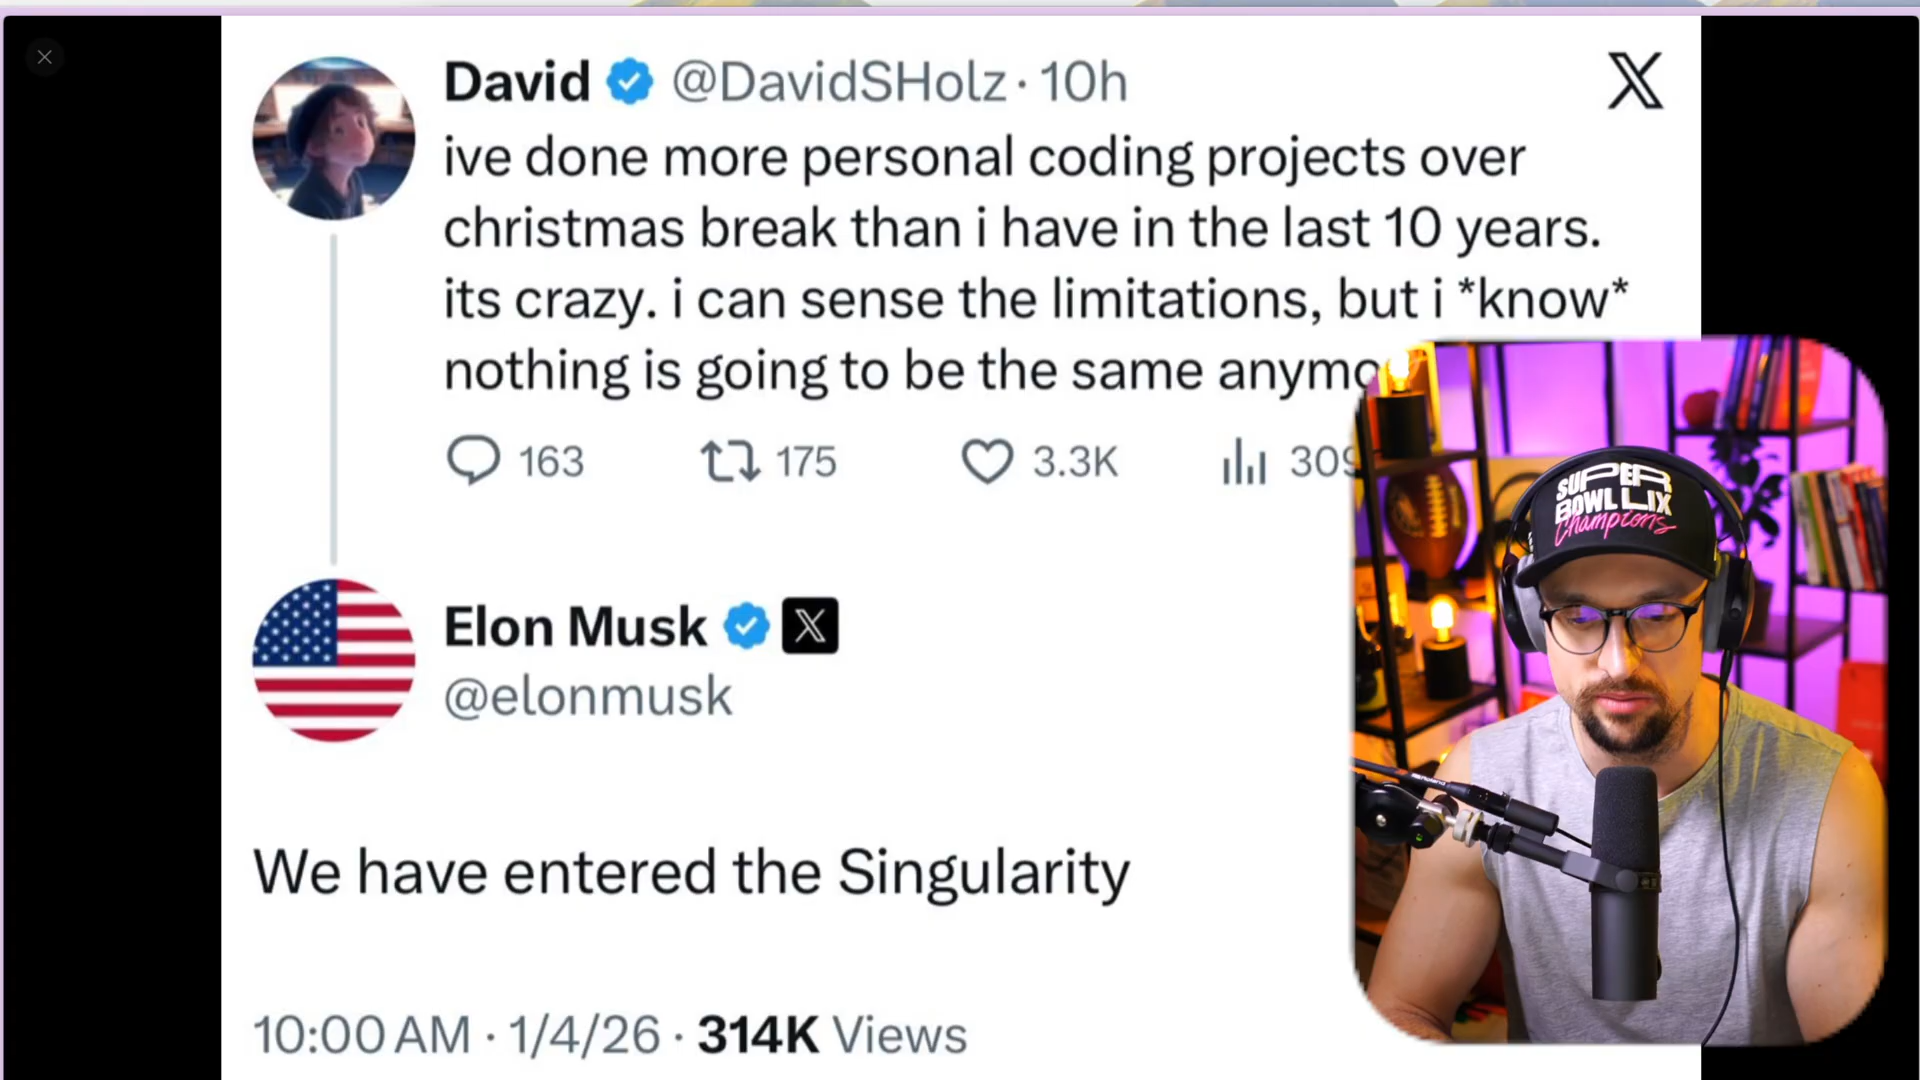 David @DavidSHolz · 10h
ive done more personal coding projects over
christmas break than i have in the last 10 years.
its crazy. i can sense the limitations, but i *know*
nothing is going to be the same
163 175 3.3K
Elon Musk
@elonmusk
We have entered the Singularity
10:00 AM · 1/4/26 · 314K Views
SUPER
BOWL LIX
Champions